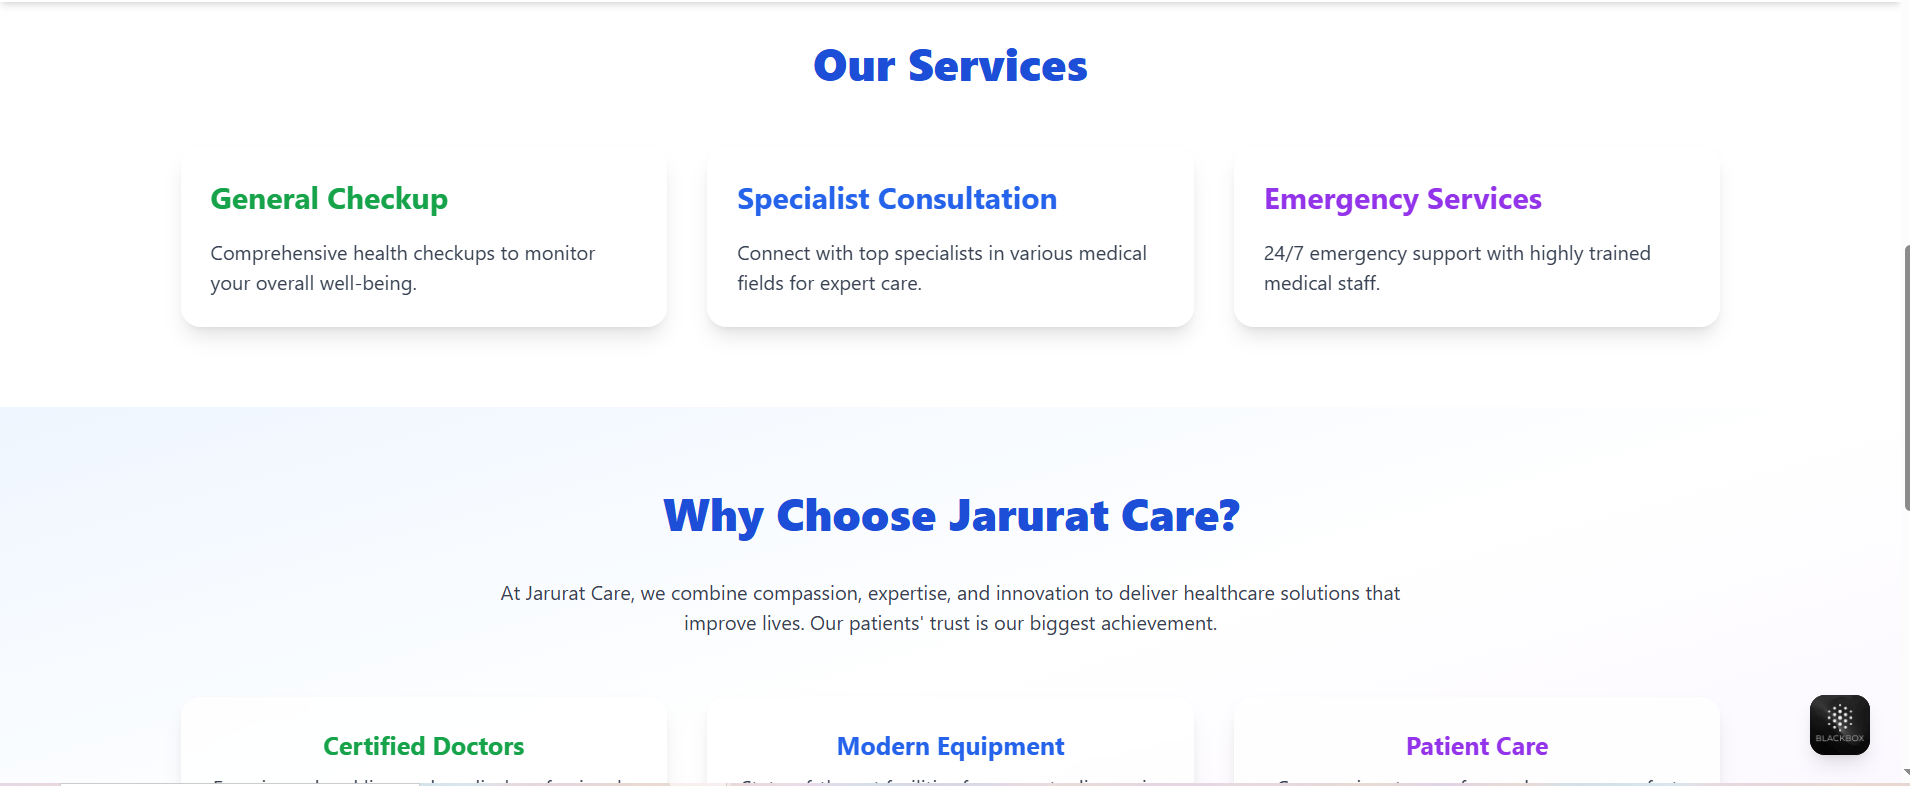 Our Services
General Checkup
Comprehensive health checkups to monitor
your overall well-being.
Specialist Consultation
Connect with top specialists in various medical
fields for expert care.
Emergency Services
24/7 emergency support with highly trained
medical staff.
Why Choose Jarurat Care?
At Jarurat Care, we combine compassion, expertise, and innovation to deliver healthcare solutions that
improve lives. Our patients' trust is our biggest achievement.
Certified Doctors
Modern Equipment
Patient Care
BLACKBOX